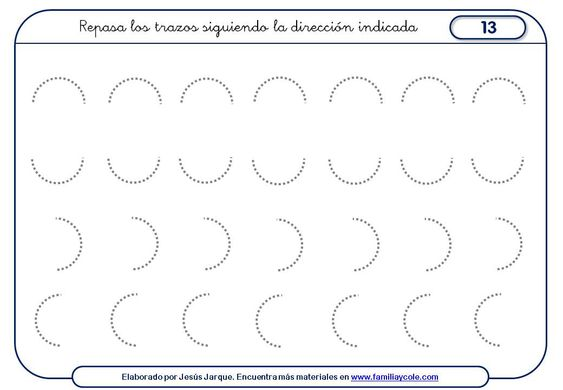 Repasa los trazos siguiendo la dirección indicada
13
Elaborado por Jesús Jarque. Encuentra más materiales en www.familiaycole.com